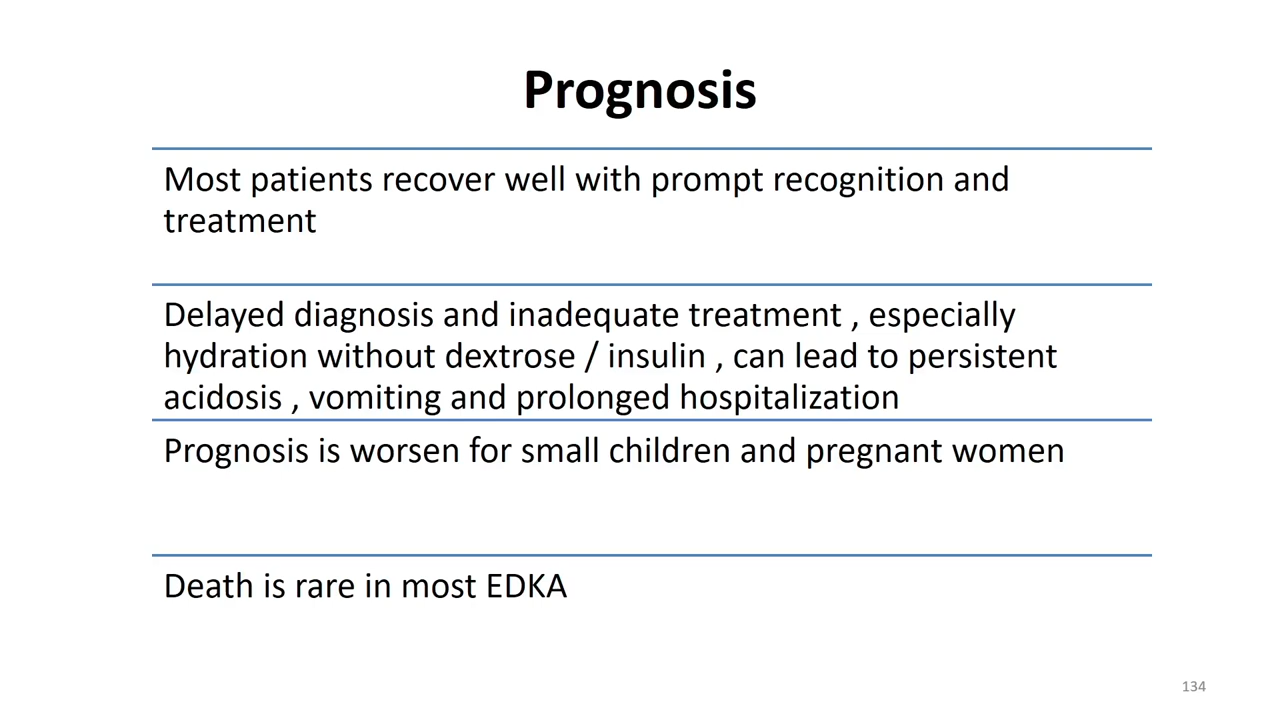 Prognosis
Most patients recover well with prompt recognition and
treatment
Delayed diagnosis and inadequate treatment , especially
hydration without dextrose / insulin , can lead to persistent
acidosis , vomiting and prolonged hospitalization
Prognosis is worsen for small children and pregnant women
Death is rare in most EDKA
134